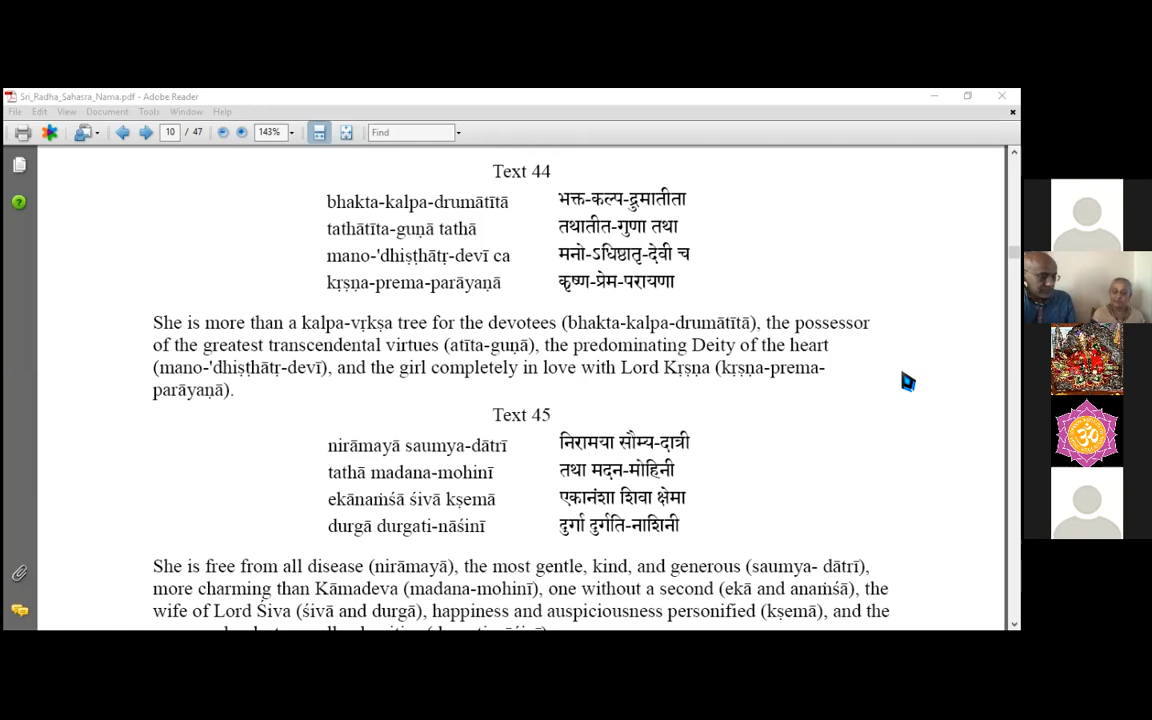 Sri_Radha_Sahasra_Nama.pdf - Adobe Reader
File Edit View Document Tools Window Help
10 / 47 143% Find
Text 44
bhakta-kalpa-drumātītā भक्त-कल्प-द्रुमातीता
tathātīta-guṇā tathā तथातीत-गुणा तथा
mano-'dhiṣṭhātṛ-devī ca मनो-ऽधिष्ठातृ-देवी च
kṛṣṇa-prema-parāyaṇā कृष्ण-प्रेम-परायणा
She is more than a kalpa-vṛkṣa tree for the devotees (bhakta-kalpa-drumātītā), the possessor
of the greatest transcendental virtues (atīta-guṇā), the predominating Deity of the heart
(mano-'dhiṣṭhātṛ-devī), and the girl completely in love with Lord Kṛṣṇa (kṛṣṇa-prema-
parāyaṇā).
Text 45
nirāmayā saumya-dātrī निरामया सौम्य-दात्री
tathā madana-mohinī तथा मदन-मोहिनी
ekānaṁśā śivā kṣemā एकानंशा शिवा क्षेमा
durgā durgati-nāśinī दुर्गा दुर्गति-नाशिनी
She is free from all disease (nirāmayā), the most gentle, kind, and generous (saumya- dātrī),
more charming than Kāmadeva (madana-mohinī), one without a second (ekā and anaṁśā), the
wife of Lord Śiva (śivā and durgā), happiness and auspiciousness personified (kṣemā), and the
ॐ